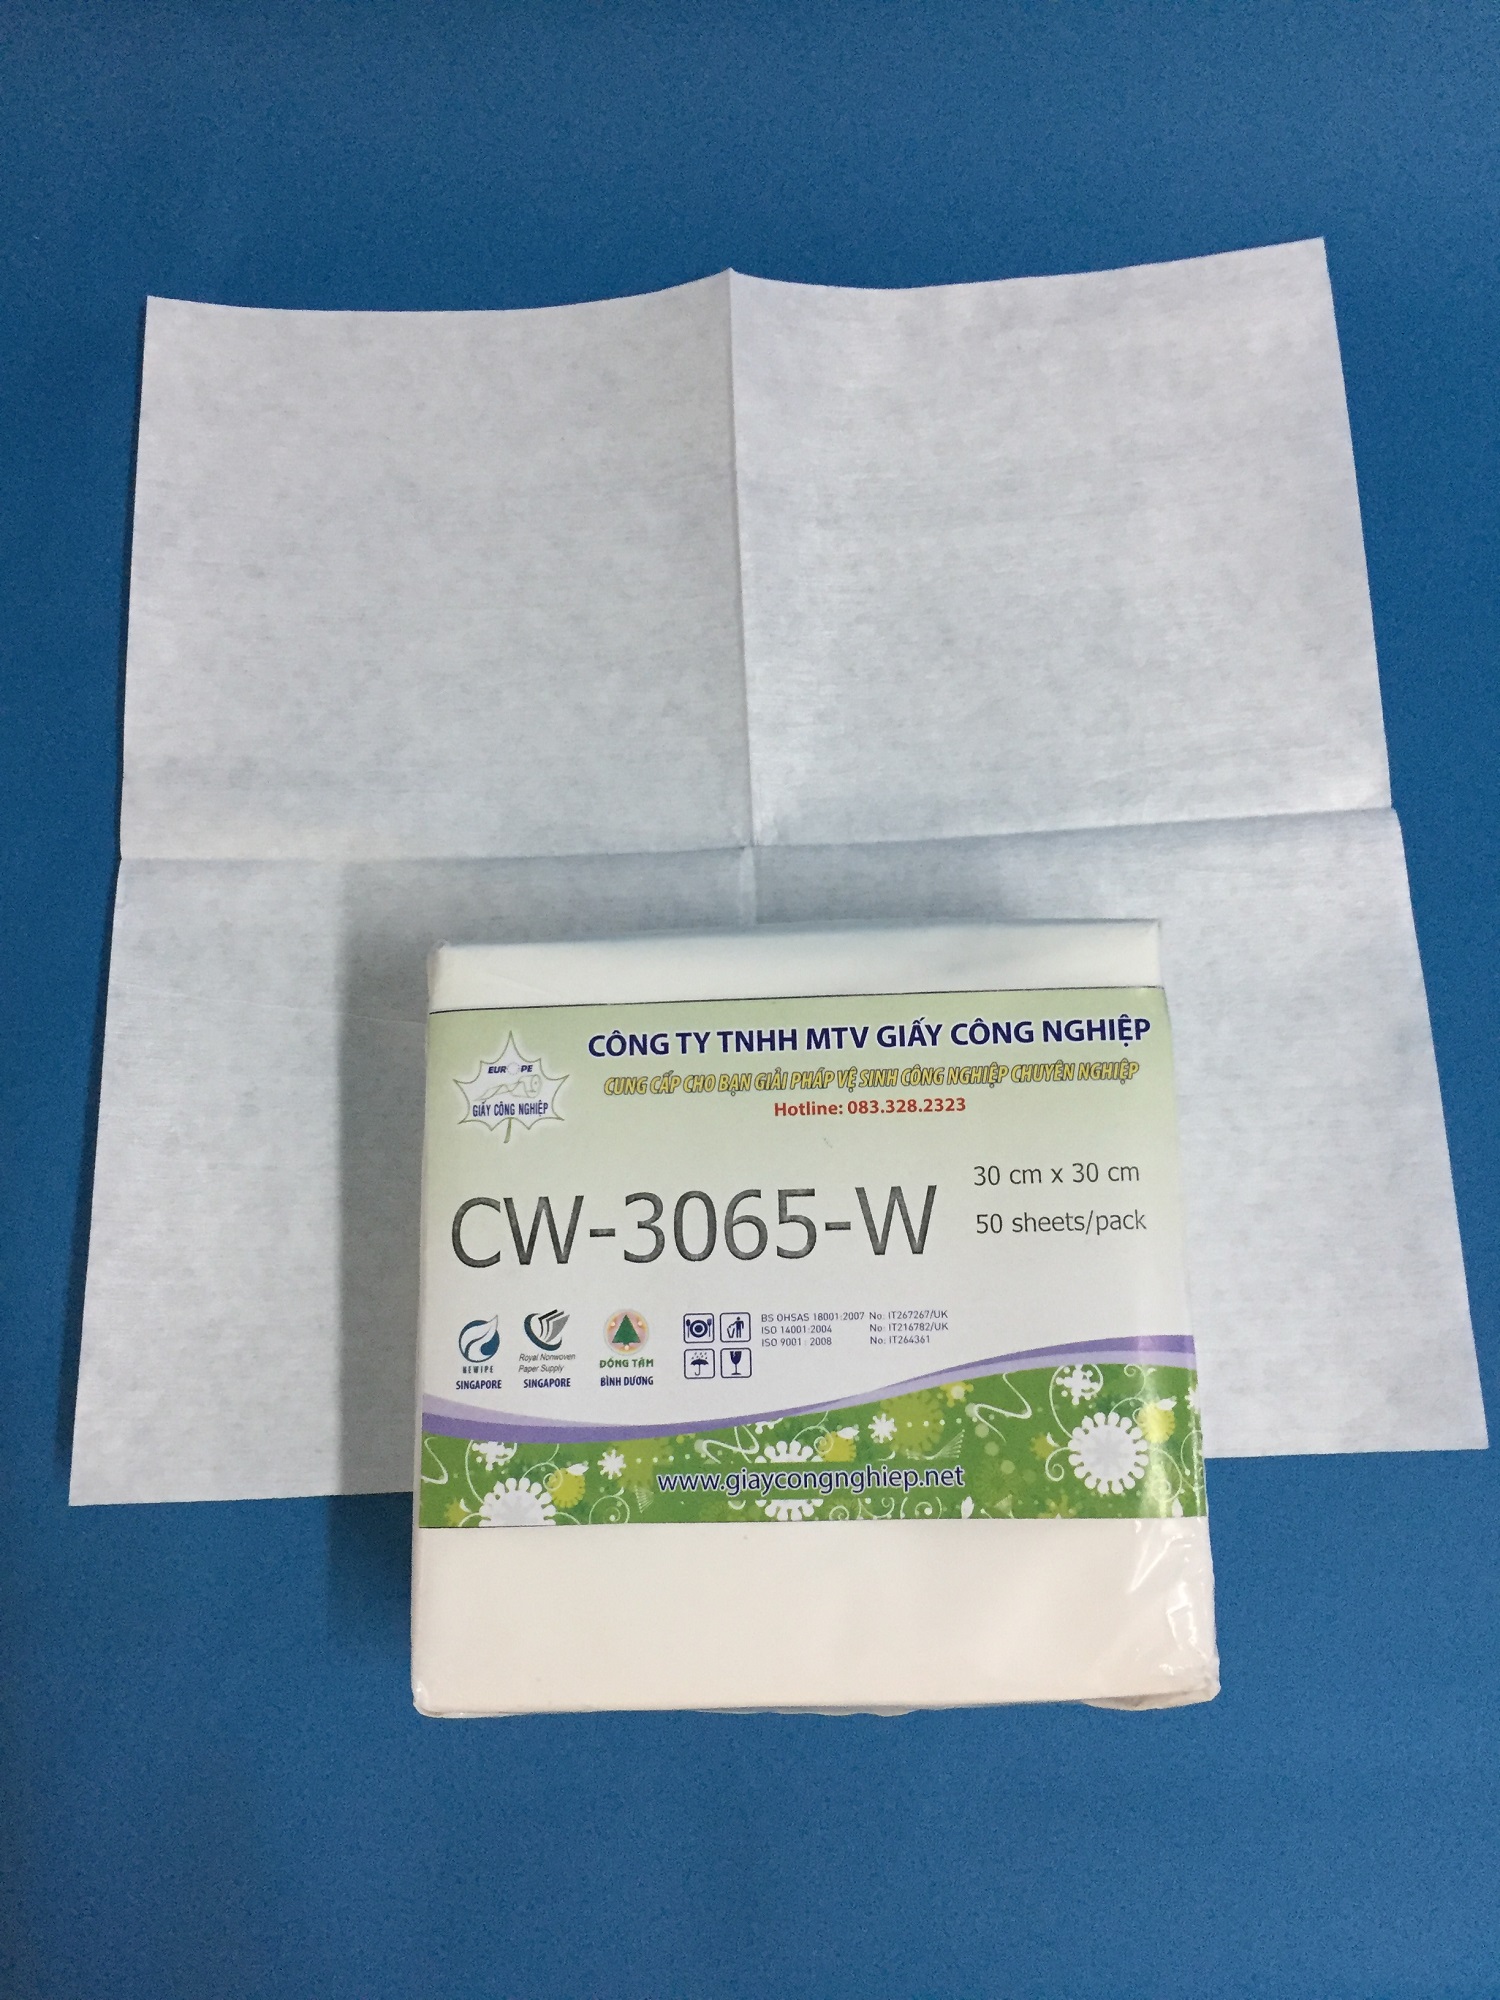 CÔNG TY TNHH MTV GIẤY CÔNG NGHIỆP
CUNG CẤP CHO BẠN GIẢI PHÁP VỆ SINH CÔNG NGHIỆP CHUYÊN NGHIỆP
Hotline: 083.328.2323
EUROPE
GIẤY CÔNG NGHIỆP
CW-3065-W
30 cm x 30 cm
50 sheets/pack
NEWIPE
SINGAPORE
Royal Nonwoven
Paper Supply
SINGAPORE
ĐỒNG TÂM
BÌNH DƯƠNG
BS OHSAS 18001:2007 No: IT267267/UK
ISO 14001:2004 No: IT216782/UK
ISO 9001 : 2008 No: IT264361
www.giaycongnghiep.net